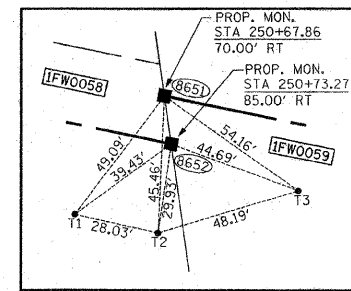 PROP. MON.
STA 250+67.86
70.00' RT
PROP. MON.
STA 250+73.27
85.00' RT
1FW0058
8651
8652
1FW0059
49.09'
39.43'
45.46'
29.93'
54.16'
44.69'
T1
28.03'
T2
48.19'
T3